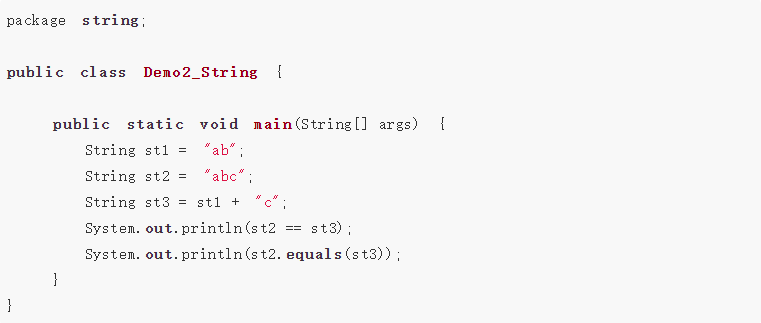 package string;
public class Demo2_String {
public static void main(String[] args) {
String st1 = "ab";
String st2 = "abc";
String st3 = st1 + "c";
System.out.println(st2 == st3);
System.out.println(st2.equals(st3));
}
}